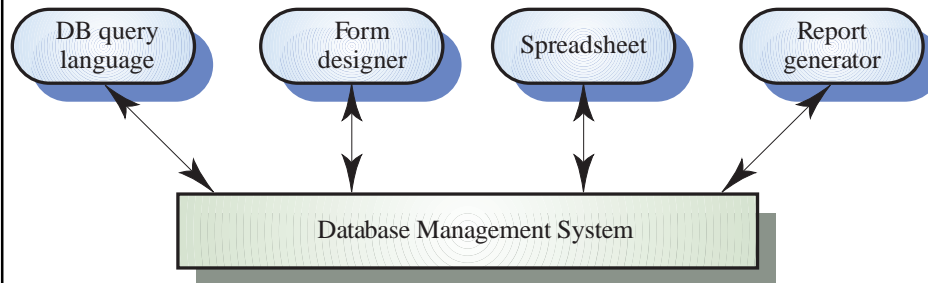 DB query
language
Form
designer
Spreadsheet
Report
generator
Database Management System